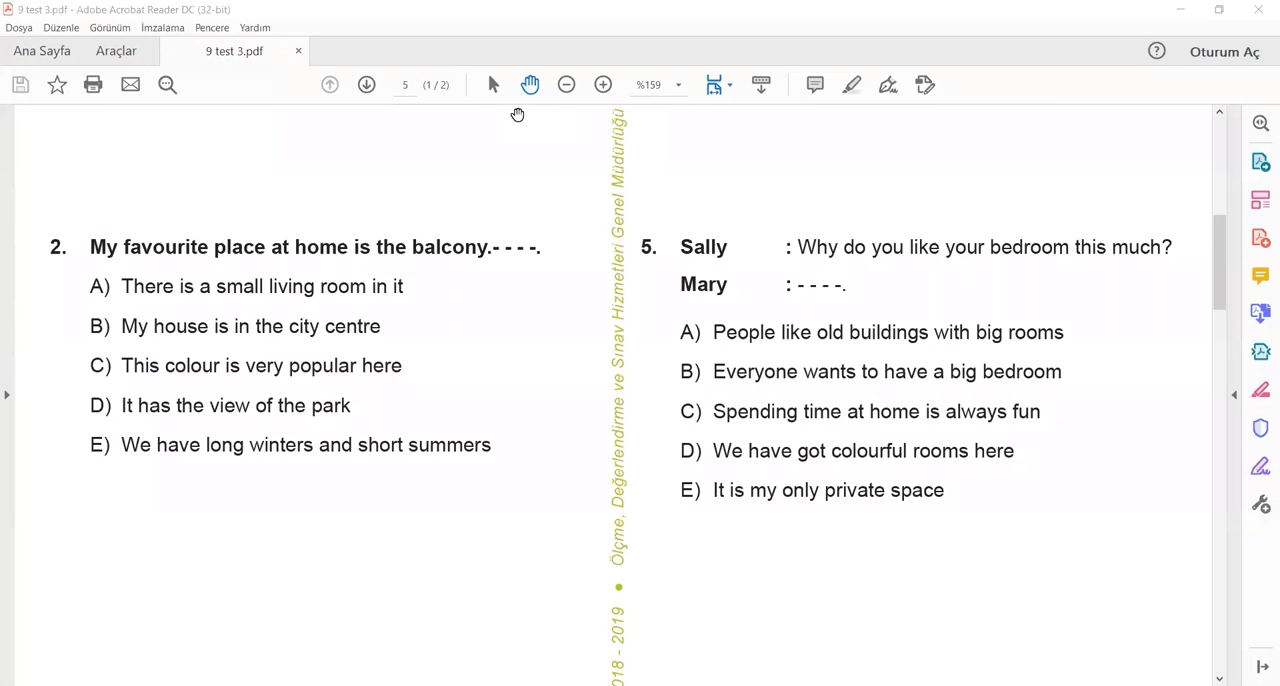 9 test 3.pdf - Adobe Acrobat Reader DC (32-bit)
Dosya Düzenle Görünüm İmzalama Pencere Yardım
Ana Sayfa Araçlar 9 test 3.pdf × Oturum Aç
5 (1 / 2) %159
2. My favourite place at home is the balcony.- - - -.
A) There is a small living room in it
B) My house is in the city centre
C) This colour is very popular here
D) It has the view of the park
E) We have long winters and short summers
018 - 2019 • Ölçme, Değerlendirme ve Sınav Hizmetleri Genel Müdürlüğü
5. Sally : Why do you like your bedroom this much?
Mary : - - - -.
A) People like old buildings with big rooms
B) Everyone wants to have a big bedroom
C) Spending time at home is always fun
D) We have got colourful rooms here
E) It is my only private space